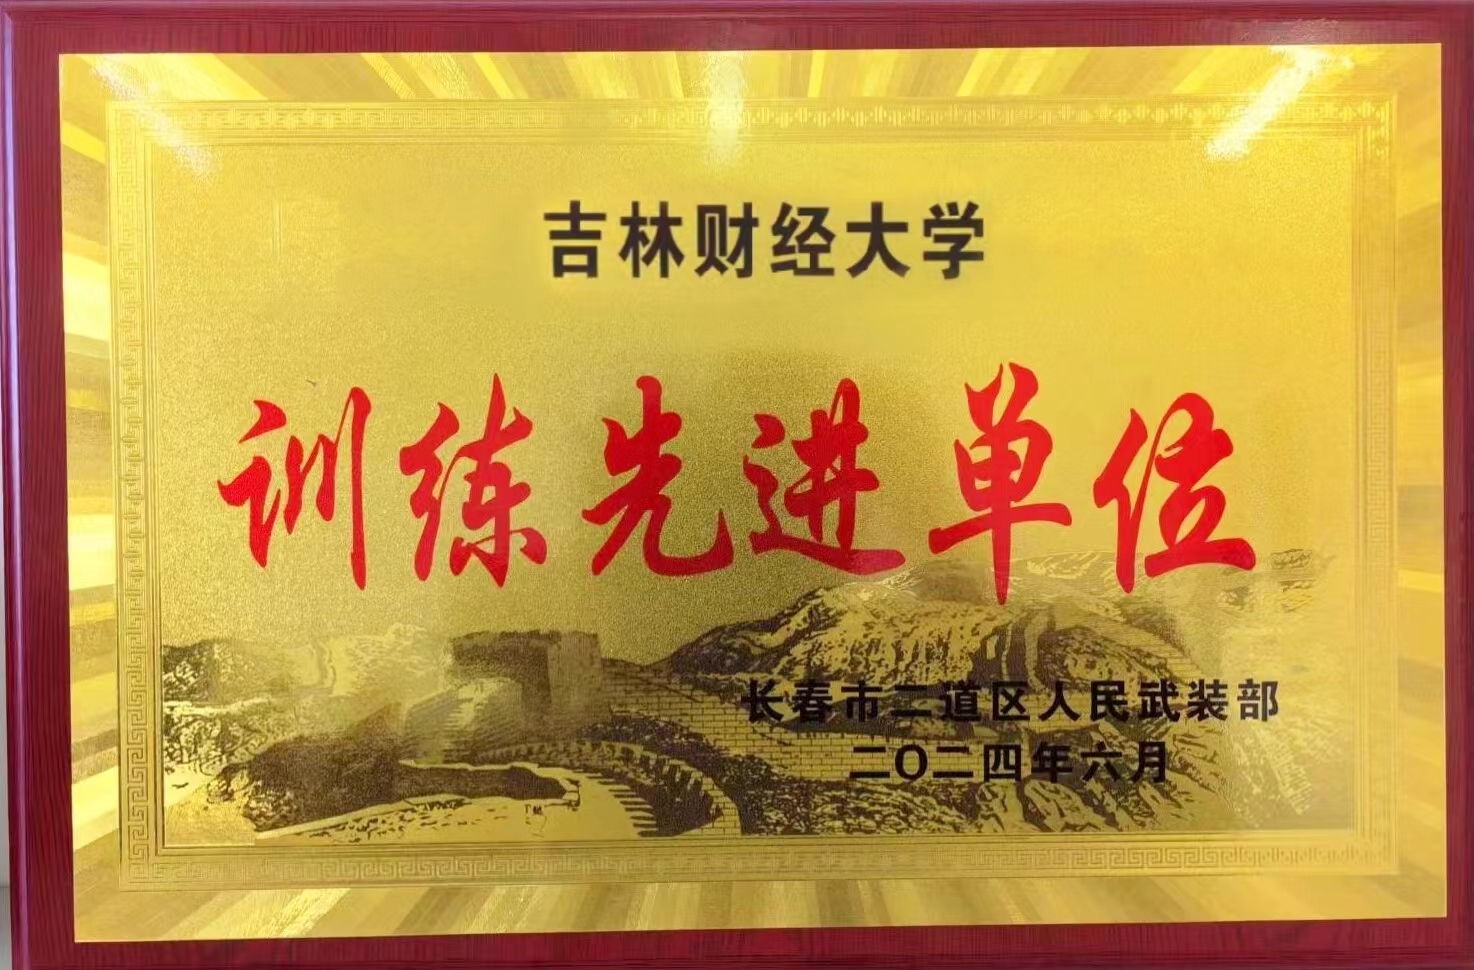 吉林财经大学
训练先进单位
长春市二道区人民武装部
二〇二四年六月